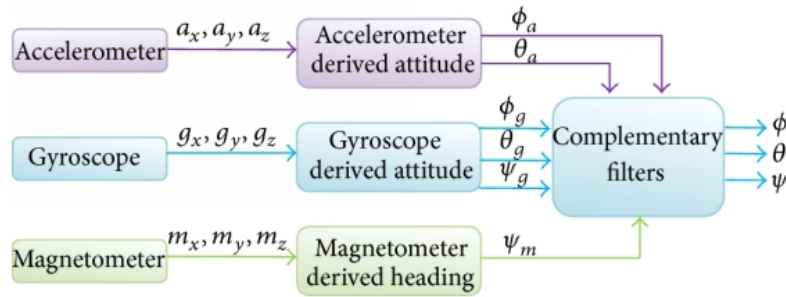 Accelerometer
a_x, a_y, a_z
Accelerometer
derived attitude
ϕ_a
θ_a
Gyroscope
g_x, g_y, g_z
Gyroscope
derived attitude
ϕ_g
θ_g
ψ_g
Complementary
filters
ϕ
θ
ψ
Magnetometer
m_x, m_y, m_z
Magnetometer
derived heading
ψ_m